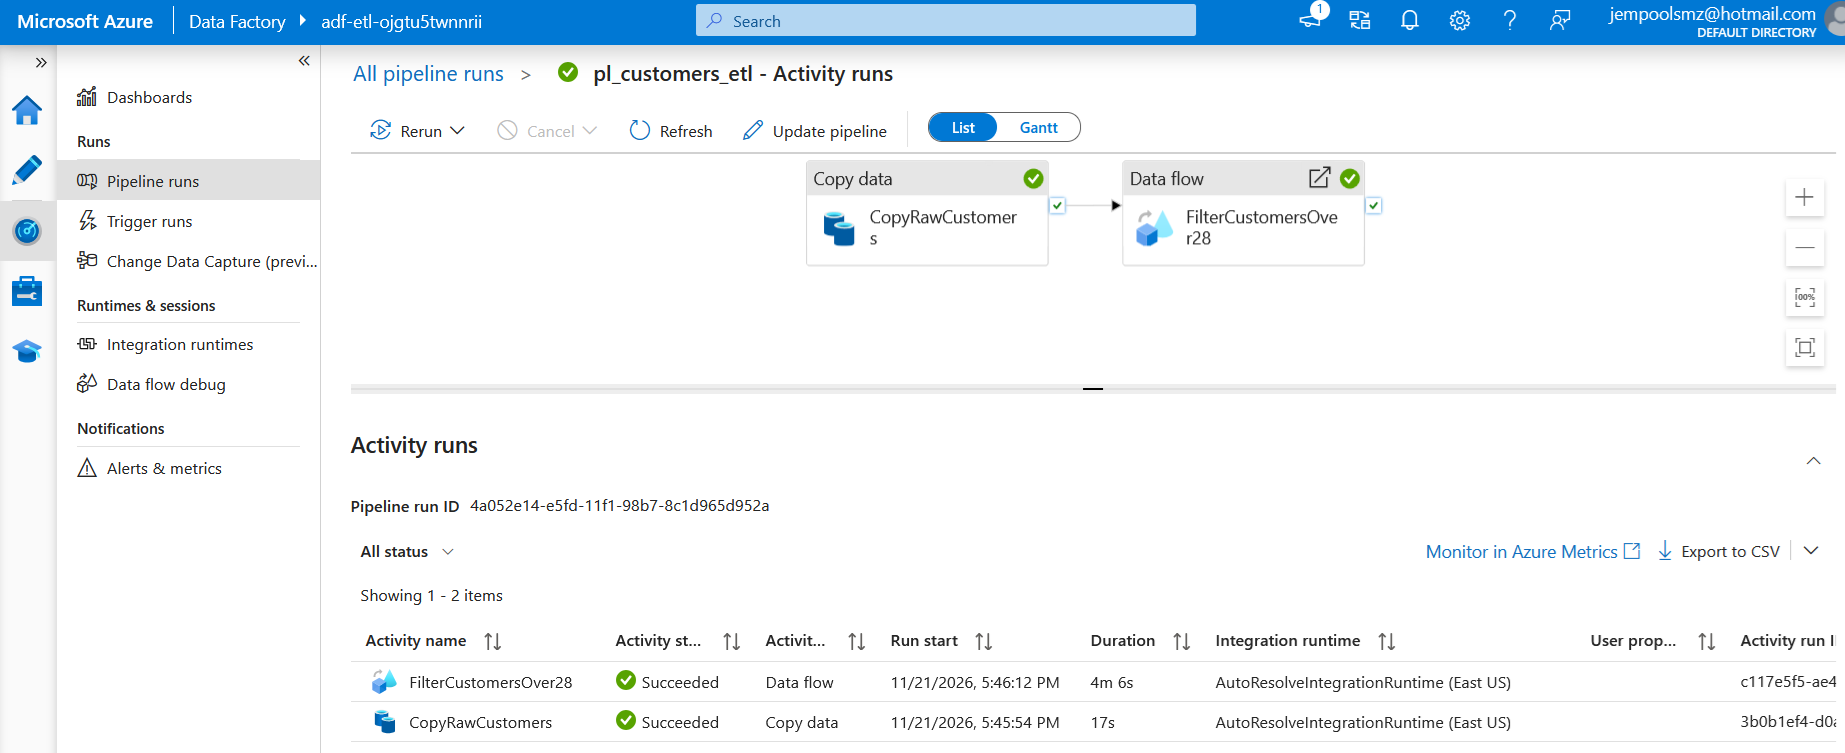 Microsoft Azure
Data Factory
adf-etl-ojgtu5twnnrii
Search
1
jempoolsmz@hotmail.com
DEFAULT DIRECTORY
Dashboards
Runs
Pipeline runs
Trigger runs
Change Data Capture (previ...
Runtimes & sessions
Integration runtimes
Data flow debug
Notifications
Alerts & metrics
All pipeline runs > pl_customers_etl - Activity runs
Rerun
Cancel
Refresh
Update pipeline
List
Gantt
Copy data
CopyRawCustomer
s
Data flow
FilterCustomersOve
r28
100%
Activity runs
Pipeline run ID 4a052e14-e5fd-11f1-98b7-8c1d965d952a
All status
Monitor in Azure Metrics
Export to CSV
Showing 1 - 2 items
Activity name Activity st... Activit... Run start Duration Integration runtime User prop... Activity run I
FilterCustomersOver28 Succeeded Data flow 11/21/2026, 5:46:12 PM 4m 6s AutoResolveIntegrationRuntime (East US) c117e5f5-ae4
CopyRawCustomers Succeeded Copy data 11/21/2026, 5:45:54 PM 17s AutoResolveIntegrationRuntime (East US) 3b0b1ef4-d0a